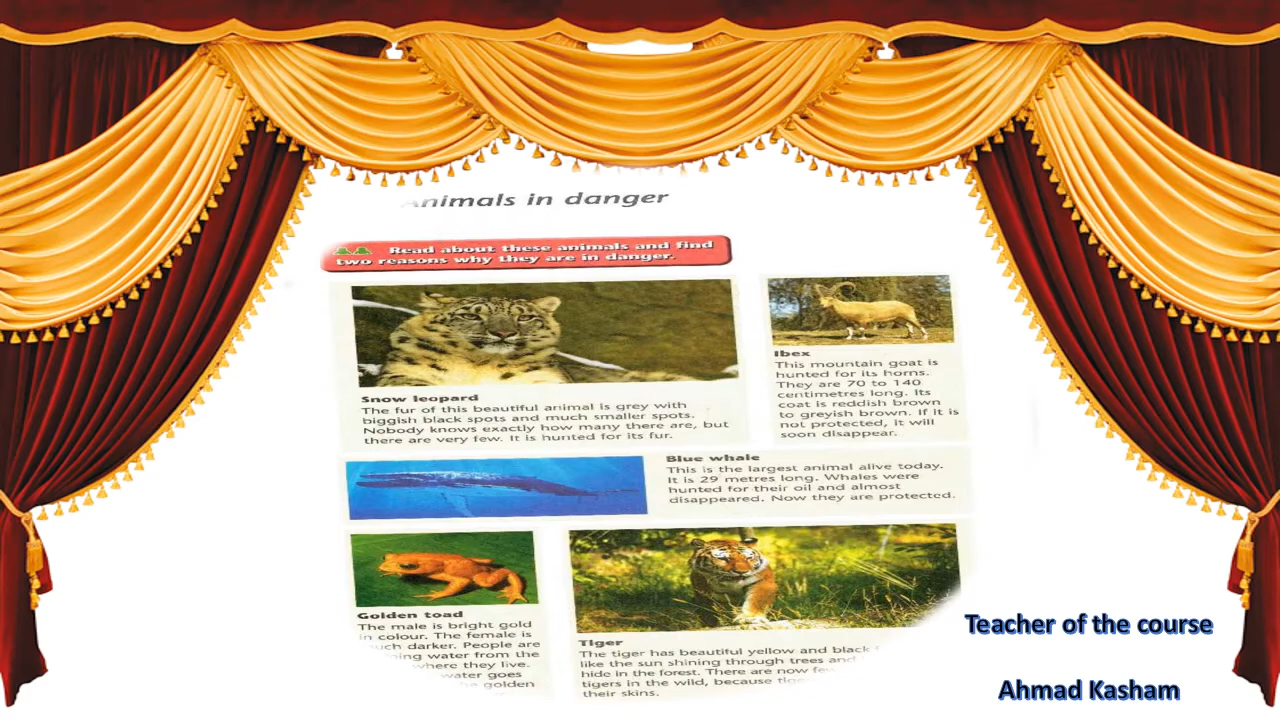 Animals in danger
Read about these animals and find
two reasons why they are in danger.
Snow leopard
The fur of this beautiful animal is grey with
biggish black spots and much smaller spots.
Nobody knows exactly how many there are, but
there are very few. It is hunted for its fur.
Ibex
This mountain goat is
hunted for its horns.
They are 70 to 140
centimetres long. Its
coat is reddish brown
to greyish brown. If it is
not protected, it will
soon disappear.
Blue whale
This is the largest animal alive today.
It is 29 metres long. Whales were
hunted for their oil and almost
disappeared. Now they are protected.
Golden toad
The male is bright gold
in colour. The female is
darker. People are
water from the
where they live.
water goes
golden
Tiger
The tiger has beautiful yellow and black
like the sun shining through trees and
hide in the forest. There are now
tigers in the wild, because
their skins.
Teacher of the course
Ahmad Kasham